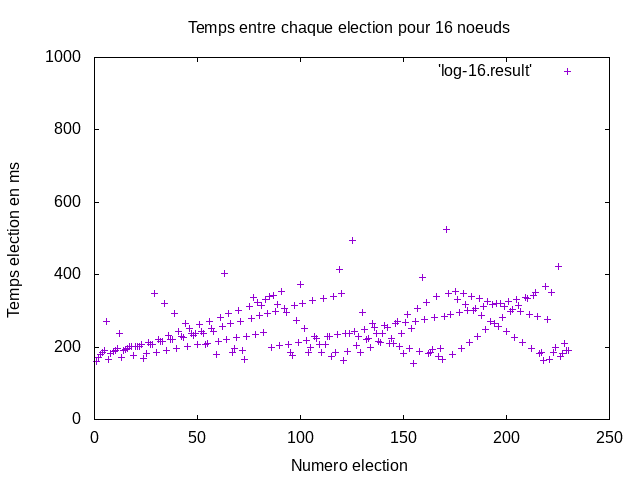 Temps entre chaque election pour 16 noeuds
'log-16.result'
1000
800
600
400
200
0
Temps election en ms
0 50 100 150 200 250
Numero election